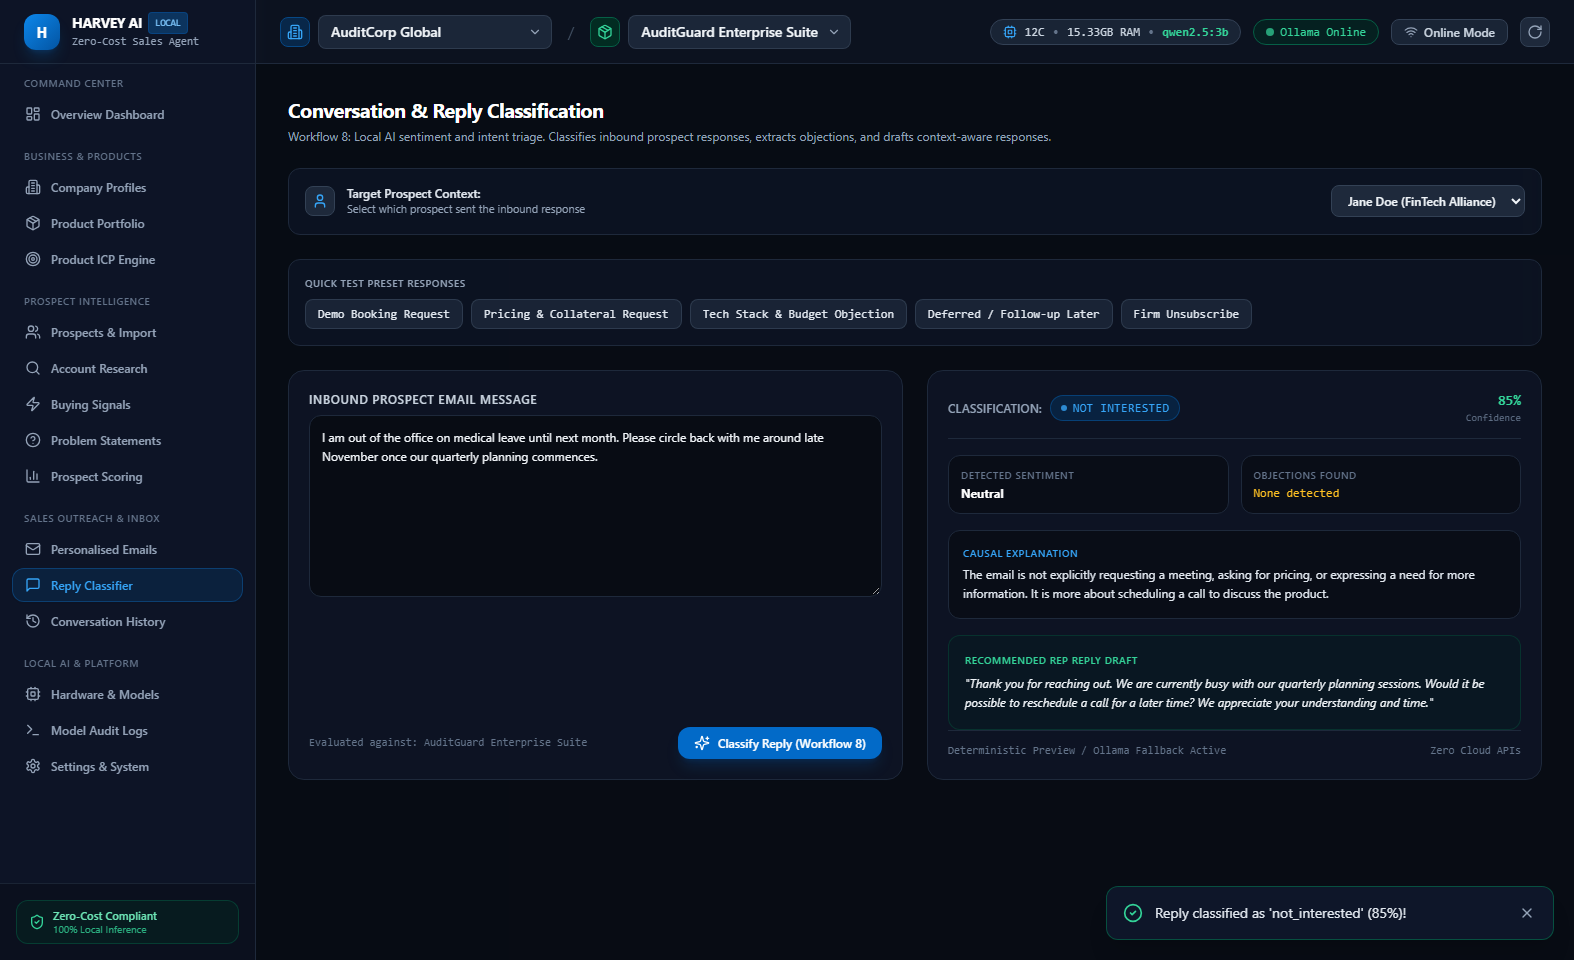 H
HARVEY AI LOCAL
Zero-Cost Sales Agent
AuditCorp Global
/
AuditGuard Enterprise Suite
12C • 15.33GB RAM • qwen2.5:3b
Ollama Online
Online Mode
COMMAND CENTER
Overview Dashboard
BUSINESS & PRODUCTS
Company Profiles
Product Portfolio
Product ICP Engine
PROSPECT INTELLIGENCE
Prospects & Import
Account Research
Buying Signals
Problem Statements
Prospect Scoring
SALES OUTREACH & INBOX
Personalised Emails
Reply Classifier
Conversation History
LOCAL AI & PLATFORM
Hardware & Models
Model Audit Logs
Settings & System
Zero-Cost Compliant
100% Local Inference
Conversation & Reply Classification
Workflow 8: Local AI sentiment and intent triage. Classifies inbound prospect responses, extracts objections, and drafts context-aware responses.
Target Prospect Context:
Select which prospect sent the inbound response
Jane Doe (FinTech Alliance)
QUICK TEST PRESET RESPONSES
Demo Booking Request
Pricing & Collateral Request
Tech Stack & Budget Objection
Deferred / Follow-up Later
Firm Unsubscribe
INBOUND PROSPECT EMAIL MESSAGE
I am out of the office on medical leave until next month. Please circle back with me around late
November once our quarterly planning commences.
Evaluated against: AuditGuard Enterprise Suite
Classify Reply (Workflow 8)
CLASSIFICATION: NOT INTERESTED
85%
Confidence
DETECTED SENTIMENT
Neutral
OBJECTIONS FOUND
None detected
CAUSAL EXPLANATION
The email is not explicitly requesting a meeting, asking for pricing, or expressing a need for more
information. It is more about scheduling a call to discuss the product.
RECOMMENDED REP REPLY DRAFT
"Thank you for reaching out. We are currently busy with our quarterly planning sessions. Would it be
possible to reschedule a call for a later time? We appreciate your understanding and time."
Deterministic Preview / Ollama Fallback Active
Zero Cloud APIs
Reply classified as 'not_interested' (85%)!